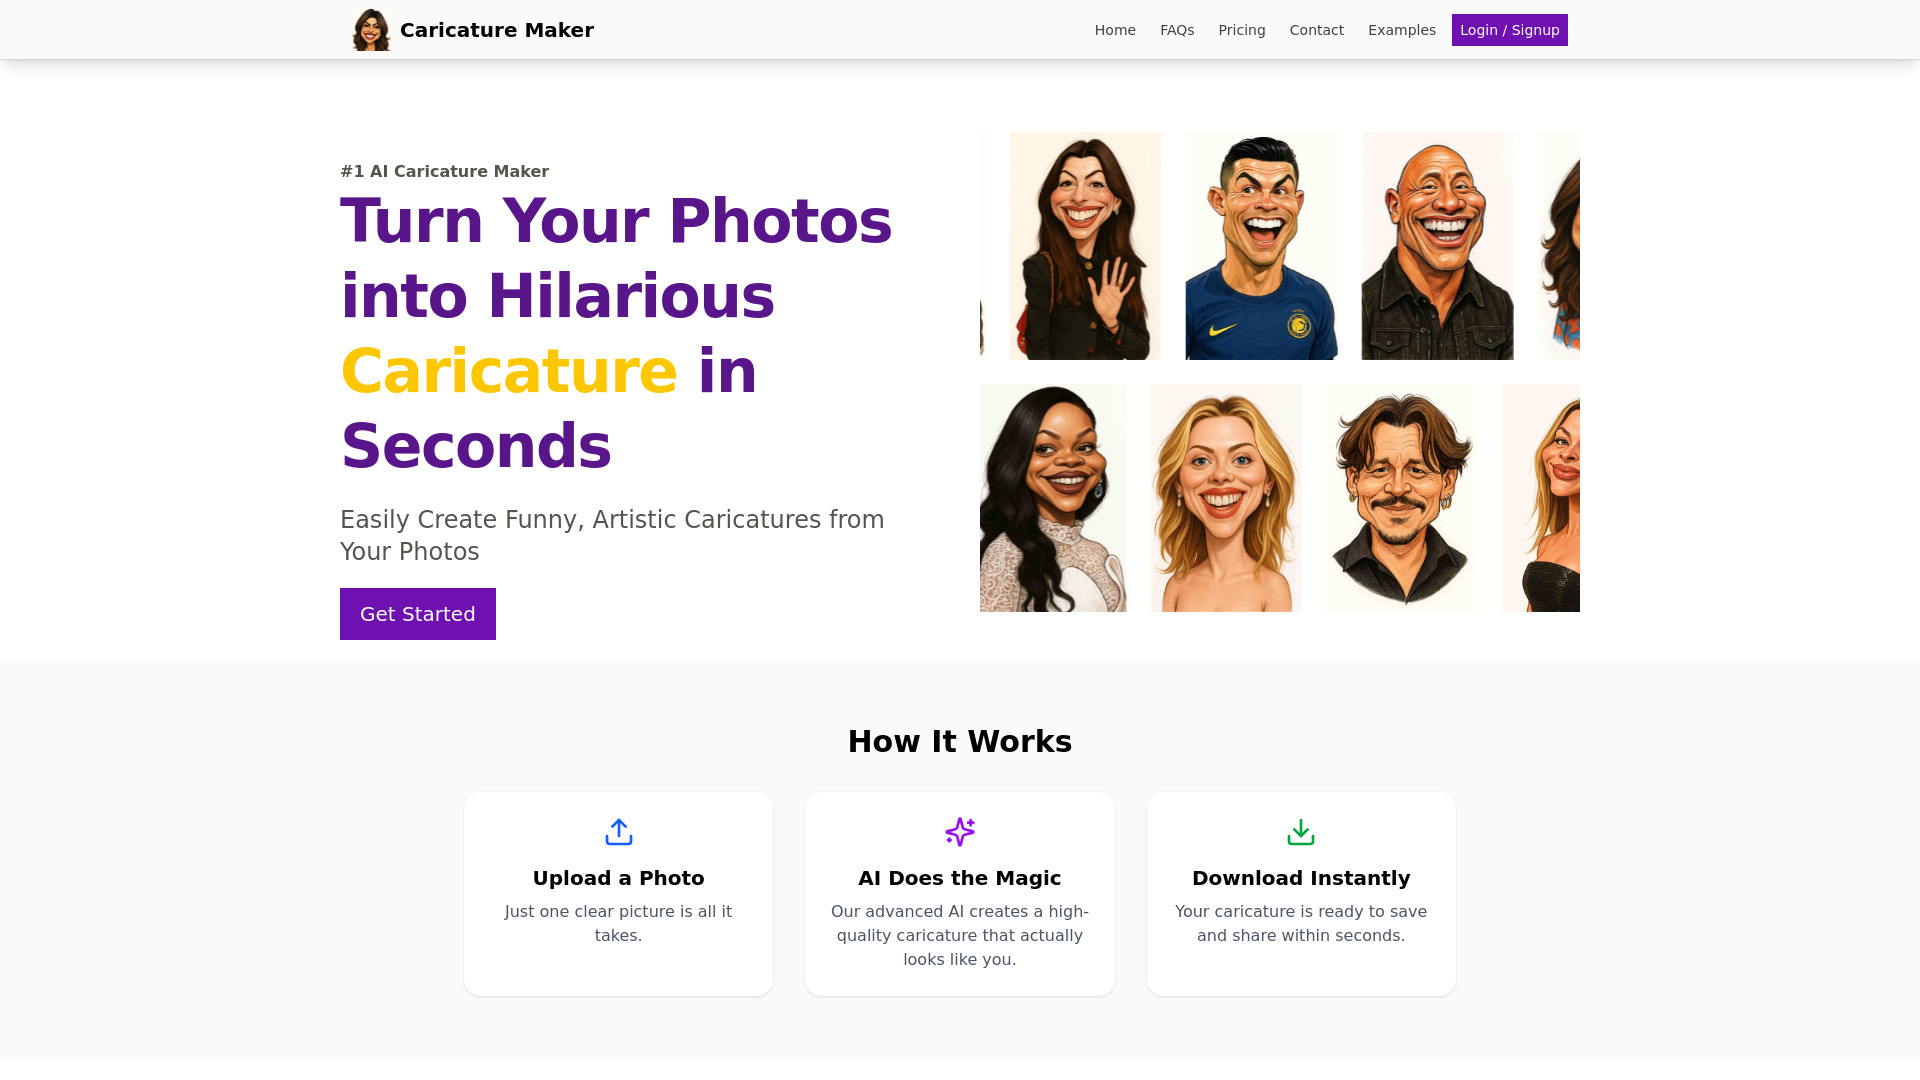 Caricature Maker
Home
FAQs
Pricing
Contact
Examples
Login / Signup
#1 AI Caricature Maker
Turn Your Photos
into Hilarious
Caricature in
Seconds
Easily Create Funny, Artistic Caricatures from
Your Photos
Get Started
How It Works
Upload a Photo
Just one clear picture is all it
takes.
AI Does the Magic
Our advanced AI creates a high-
quality caricature that actually
looks like you.
Download Instantly
Your caricature is ready to save
and share within seconds.